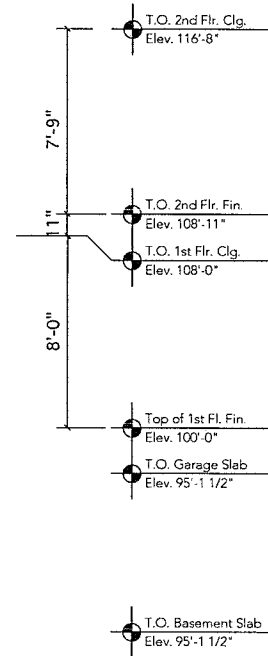 T.O. 2nd Flr. Clg.
Elev. 116'-8"
7'-9"
T.O. 2nd Flr. Fin.
Elev. 108'-11"
11"
T.O. 1st Flr. Clg.
Elev. 108'-0"
8'-0"
Top of 1st Fl. Fin.
Elev. 100'-0"
T.O. Garage Slab
Elev. 95'-1 1/2"
T.O. Basement Slab
Elev. 95'-1 1/2"